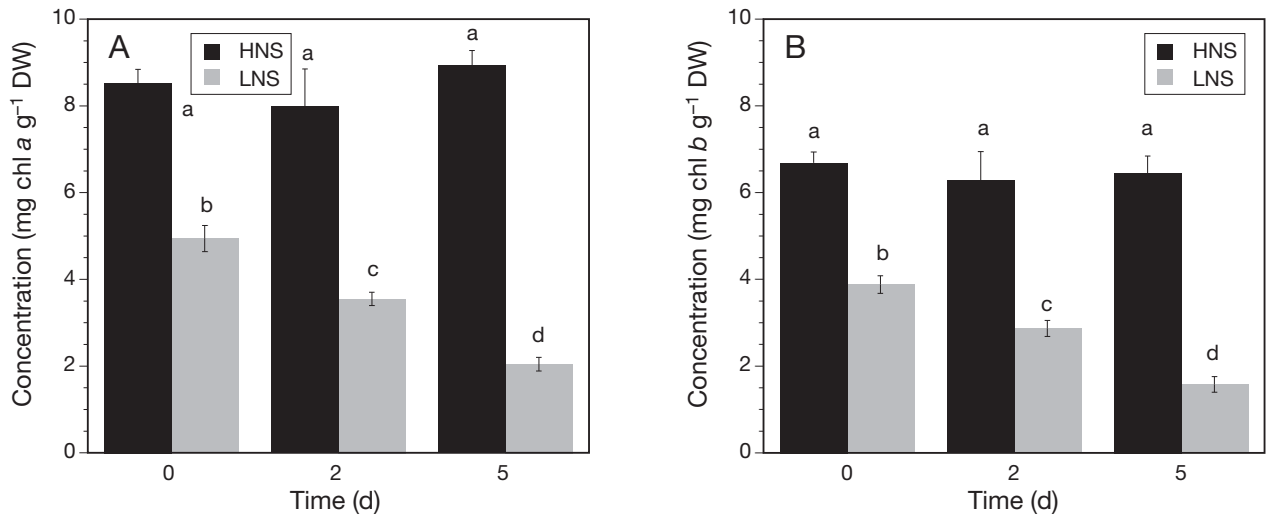 A
HNS
LNS
Concentration (mg chl a g⁻¹ DW)
10
8
6
4
2
0
a
a
a
b
c
d
0 2 5
Time (d)
B
HNS
LNS
Concentration (mg chl b g⁻¹ DW)
10
8
6
4
2
0
a
a
a
b
c
d
0 2 5
Time (d)